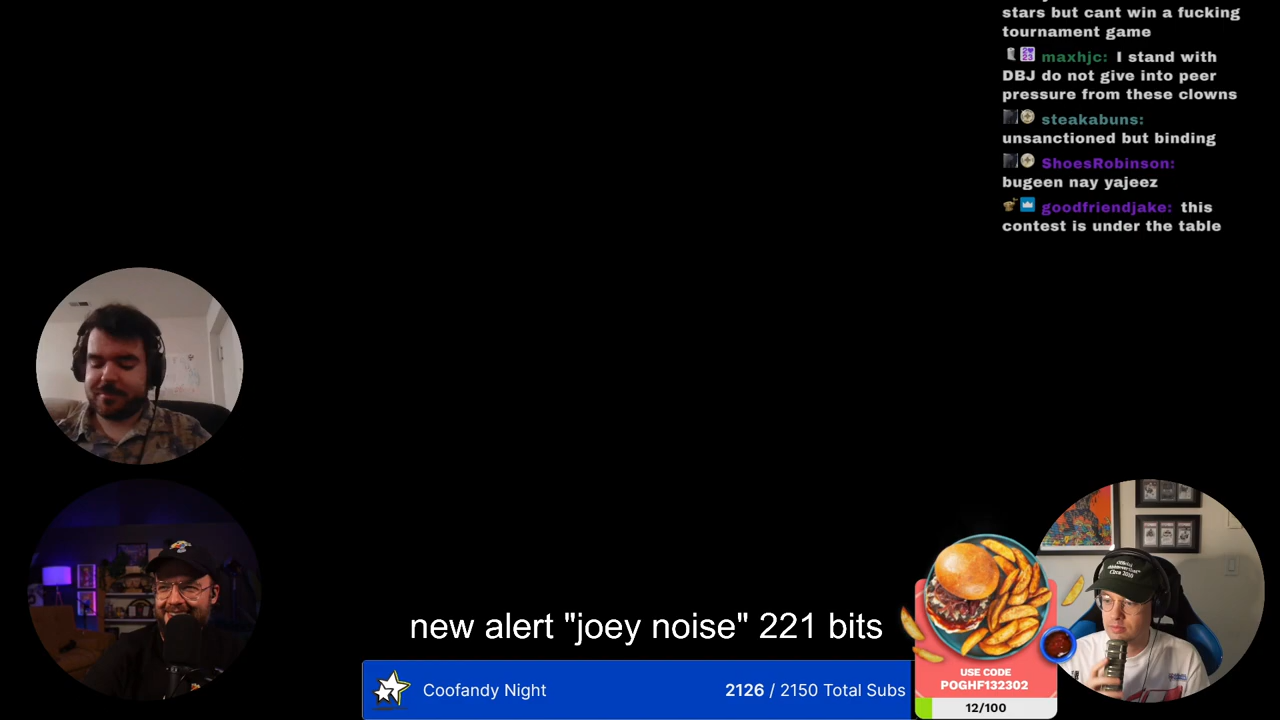 stars but cant win a fucking
tournament game
maxhjc: I stand with
DBJ do not give into peer
pressure from these clowns
steakabuns:
unsanctioned but binding
ShoesRobinson:
bugeen nay yajeez
goodfriendjake: this
contest is under the table
new alert "joey noise" 221 bits
7
Coofandy Night
2126 / 2150 Total Subs
USE CODE
POGHF132302
12/100